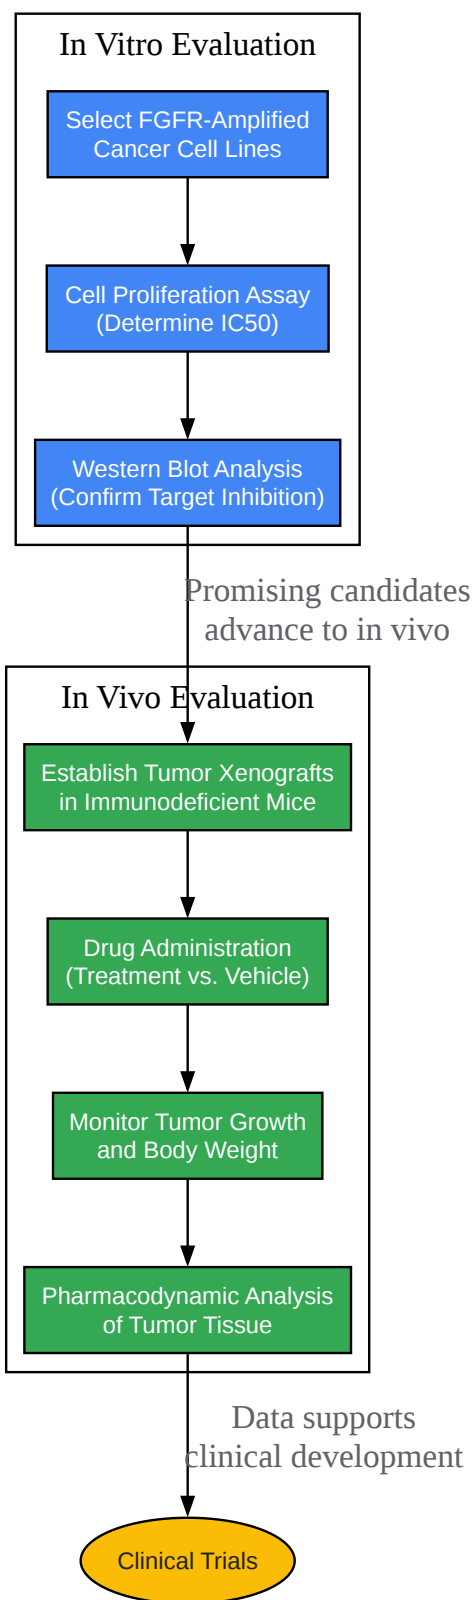 In Vitro Evaluation
Select FGFR-Amplified
Cancer Cell Lines
Cell Proliferation Assay
(Determine IC50)
Western Blot Analysis
(Confirm Target Inhibition)
Promising candidates
advance to in vivo
In Vivo Evaluation
Establish Tumor Xenografts
in Immunodeficient Mice
Drug Administration
(Treatment vs. Vehicle)
Monitor Tumor Growth
and Body Weight
Pharmacodynamic Analysis
of Tumor Tissue
Data supports
clinical development
Clinical Trials